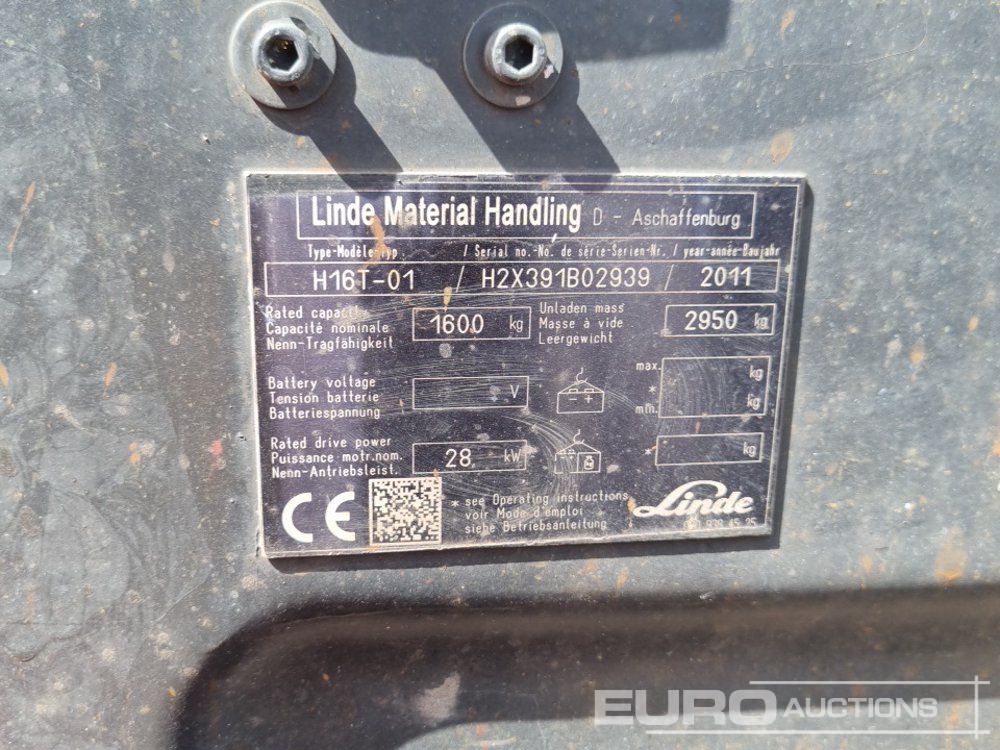 Linde Material Handling D - Aschaffenburg
Type-Modèle-Typ / Serial no.-No. de série-Serien-Nr. / year-année-Baujahr
H16T-01 / H2X391B02939 / 2011
Rated capacity
Capacité nominale
Nenn-Tragfähigkeit
1600 kg
Unladen mass
Masse à vide
Leergewicht
2950 kg
Battery voltage
Tension batterie
Batteriespannung
V
- +
max. kg
*
min. kg
Rated drive power
Puissance motr.nom.
Nenn-Antriebsleist.
28 kW
* kg
CE
* see Operating instructions
voir Mode d'emploi
siehe Betriebsanleitung
Linde
938 45 25
EURO AUCTIONS